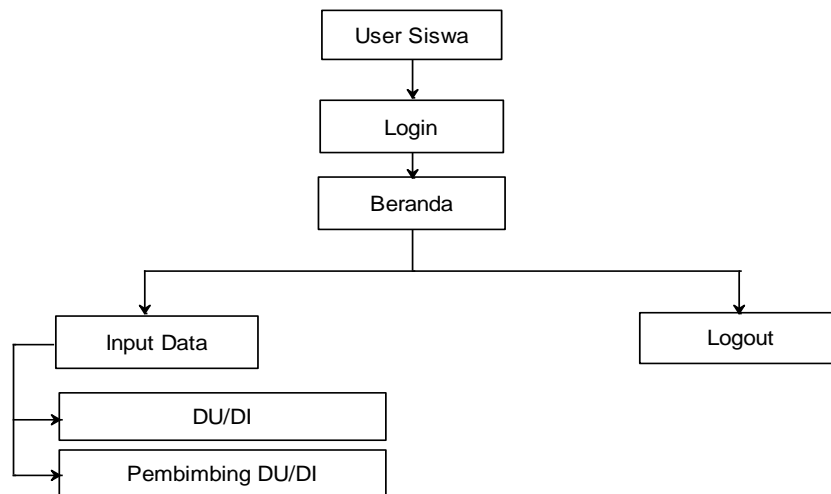 User Siswa
Login
Beranda
Input Data
Logout
DU/DI
Pembimbing DU/DI